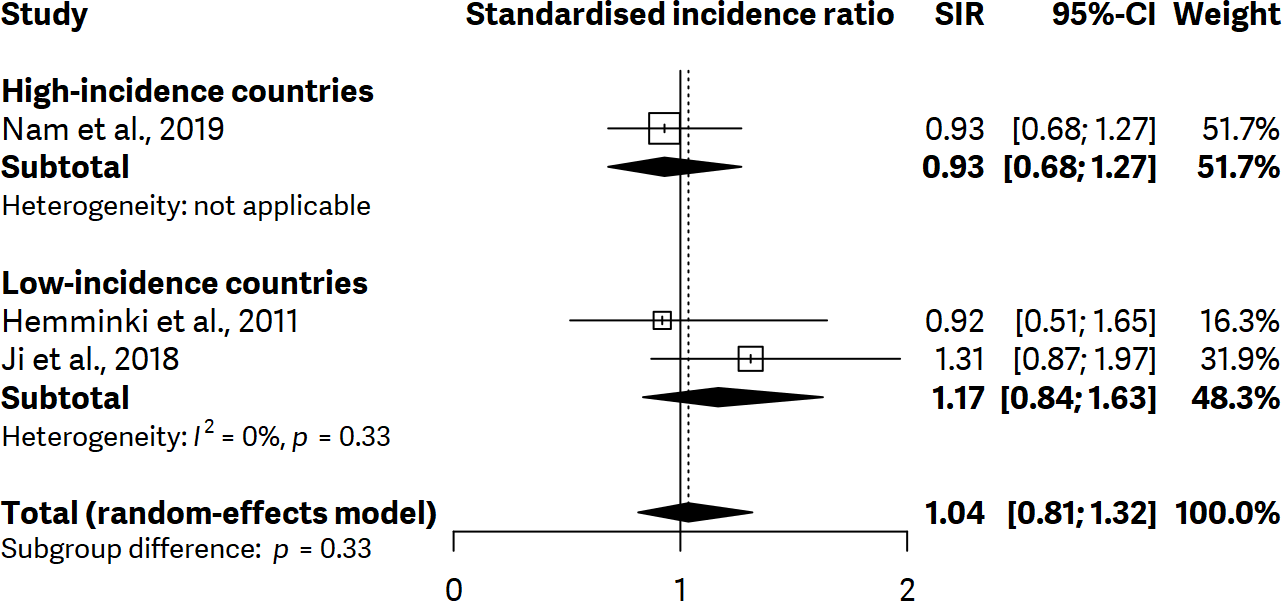 Study Standardised incidence ratio SIR 95%-CI Weight
High-incidence countries
Nam et al., 2019 0.93 [0.68; 1.27] 51.7%
Subtotal 0.93 [0.68; 1.27] 51.7%
Heterogeneity: not applicable
Low-incidence countries
Hemminki et al., 2011 0.92 [0.51; 1.65] 16.3%
Ji et al., 2018 1.31 [0.87; 1.97] 31.9%
Subtotal 1.17 [0.84; 1.63] 48.3%
Heterogeneity: I² = 0%, p = 0.33
Total (random-effects model) 1.04 [0.81; 1.32] 100.0%
Subgroup difference: p = 0.33
0 1 2